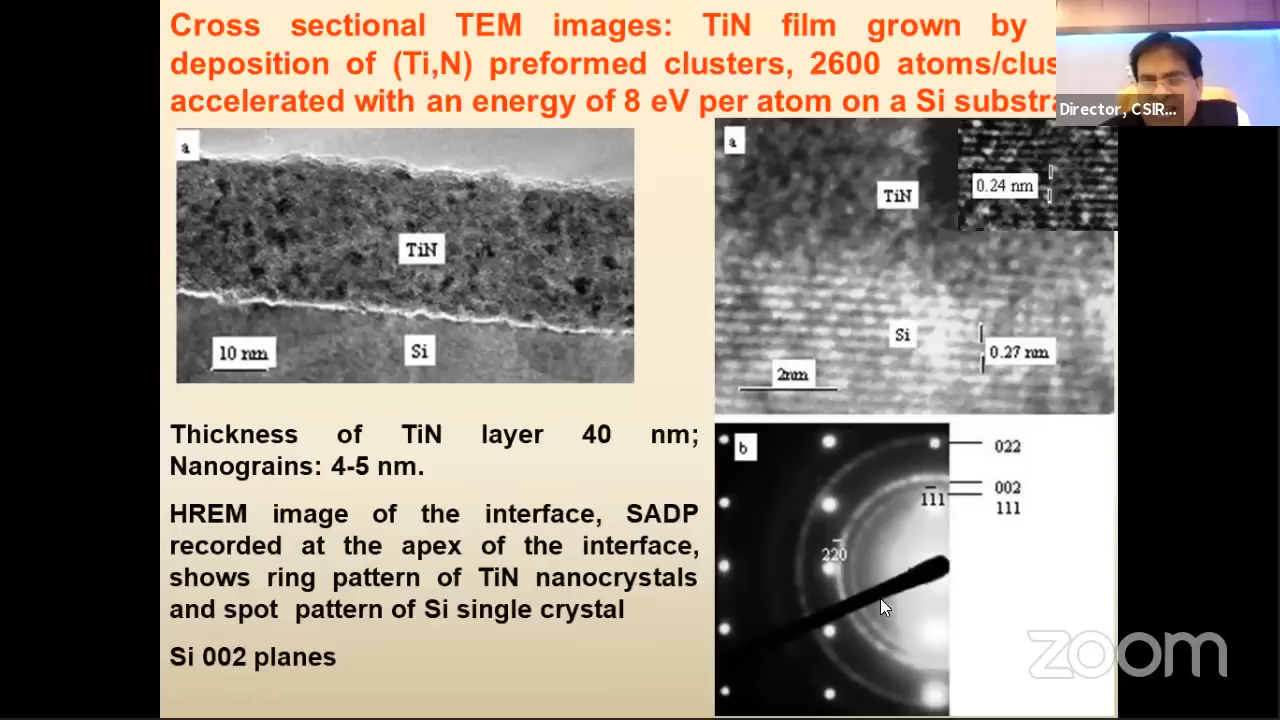 Cross sectional TEM images: TiN film grown by
deposition of (Ti,N) preformed clusters, 2600 atoms/clus
accelerated with an energy of 8 eV per atom on a Si substra
Director, CSIR...
a
TiN
10 nm
Si
a
TiN
0.24 nm
Si
0.27 nm
2nm
Thickness of TiN layer 40 nm;
Nanograins: 4-5 nm.
HREM image of the interface, SADP
recorded at the apex of the interface,
shows ring pattern of TiN nanocrystals
and spot pattern of Si single crystal
Si 002 planes
b
022
002
1̅11
111
22̅0
zoom